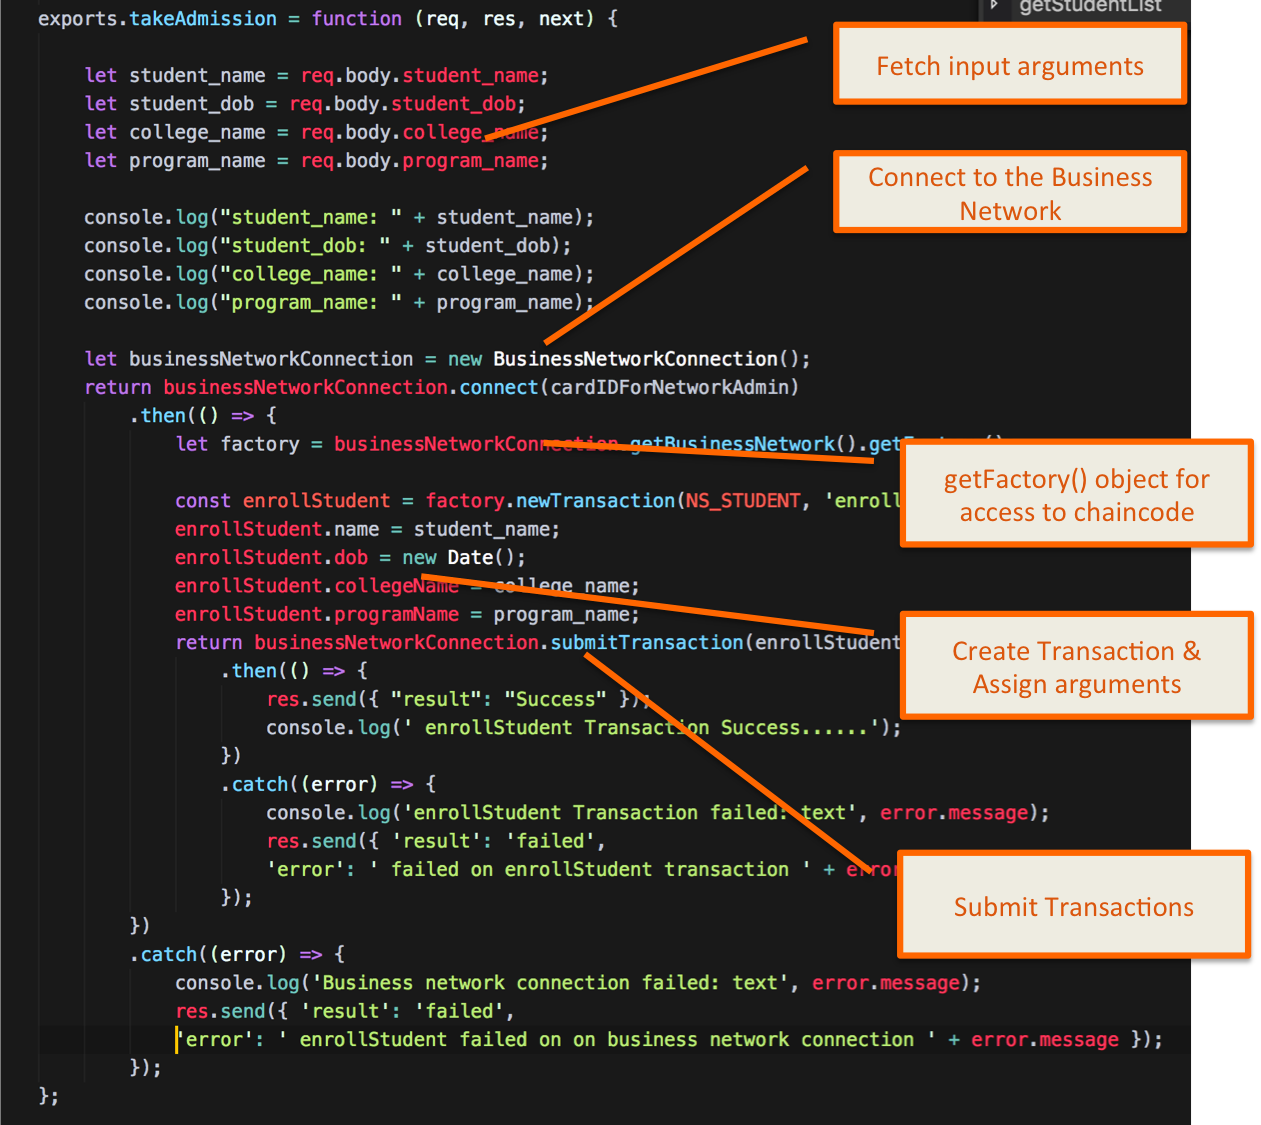 getStudentList
exports.takeAdmission = function (req, res, next) {
Fetch input arguments
let student_name = req.body.student_name;
let student_dob = req.body.student_dob;
let college_name = req.body.college_name;
let program_name = req.body.program_name;
Connect to the Business
Network
console.log("student_name: " + student_name);
console.log("student_dob: " + student_dob);
console.log("college_name: " + college_name);
console.log("program_name: " + program_name);
let businessNetworkConnection = new BusinessNetworkConnection();
return businessNetworkConnection.connect(cardIDForNetworkAdmin)
.then(() => {
let factory = businessNetworkConnection.getBusinessNetwork().getFactory()
getFactory() object for
access to chaincode
const enrollStudent = factory.newTransaction(NS_STUDENT, 'enrol
enrollStudent.name = student_name;
enrollStudent.dob = new Date();
enrollStudent.collegeName = college_name;
enrollStudent.programName = program_name;
return businessNetworkConnection.submitTransaction(enrollStudent
Create Transaction &
Assign arguments
.then(() => {
res.send({ "result": "Success" });
console.log(' enrollStudent Transaction Success......');
})
.catch((error) => {
console.log('enrollStudent Transaction failed: text', error.message);
res.send({ 'result': 'failed',
'error': ' failed on enrollStudent transaction ' + error
});
Submit Transactions
})
.catch((error) => {
console.log('Business network connection failed: text', error.message);
res.send({ 'result': 'failed',
'error': ' enrollStudent failed on on business network connection ' + error.message });
});
};